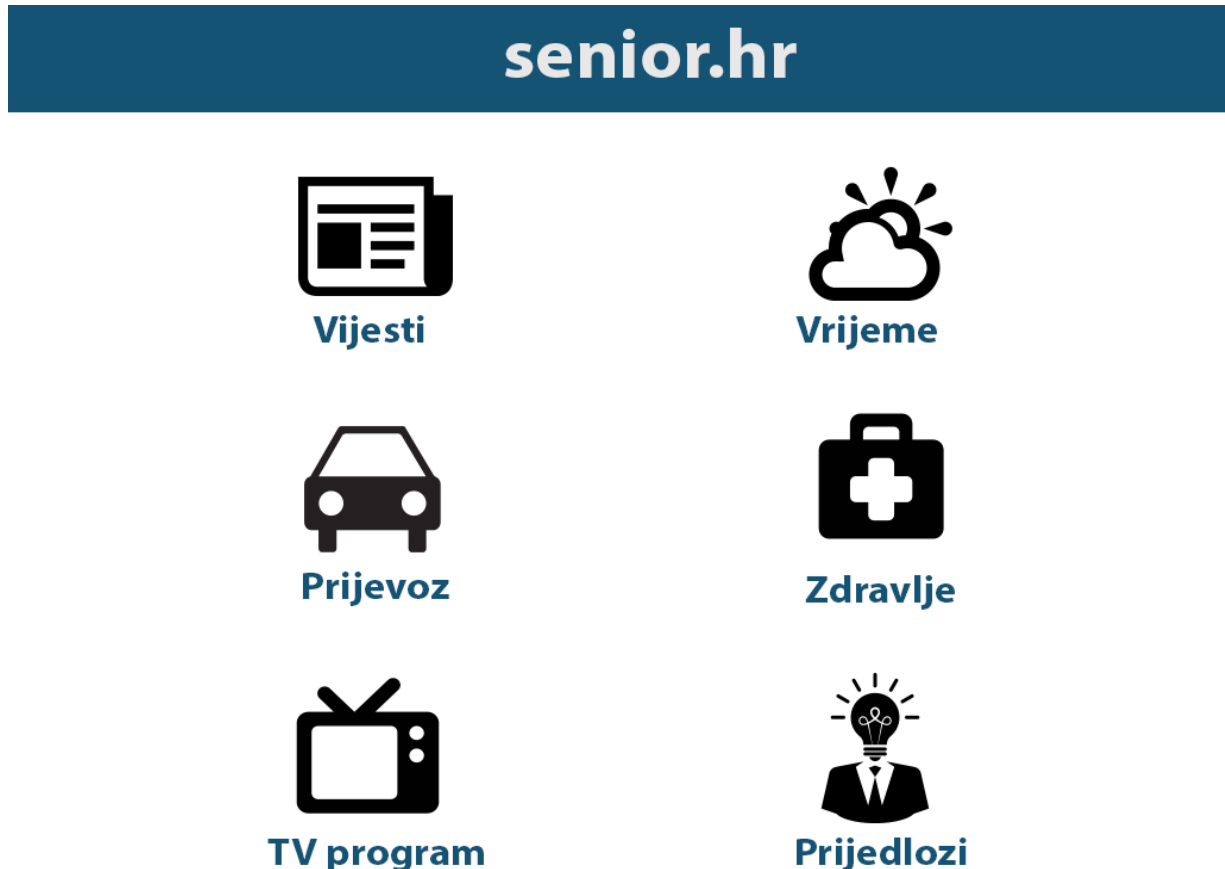 senior.hr
Vijesti
Vrijeme
Prijevoz
Zdravlje
TV program
Prijedlozi